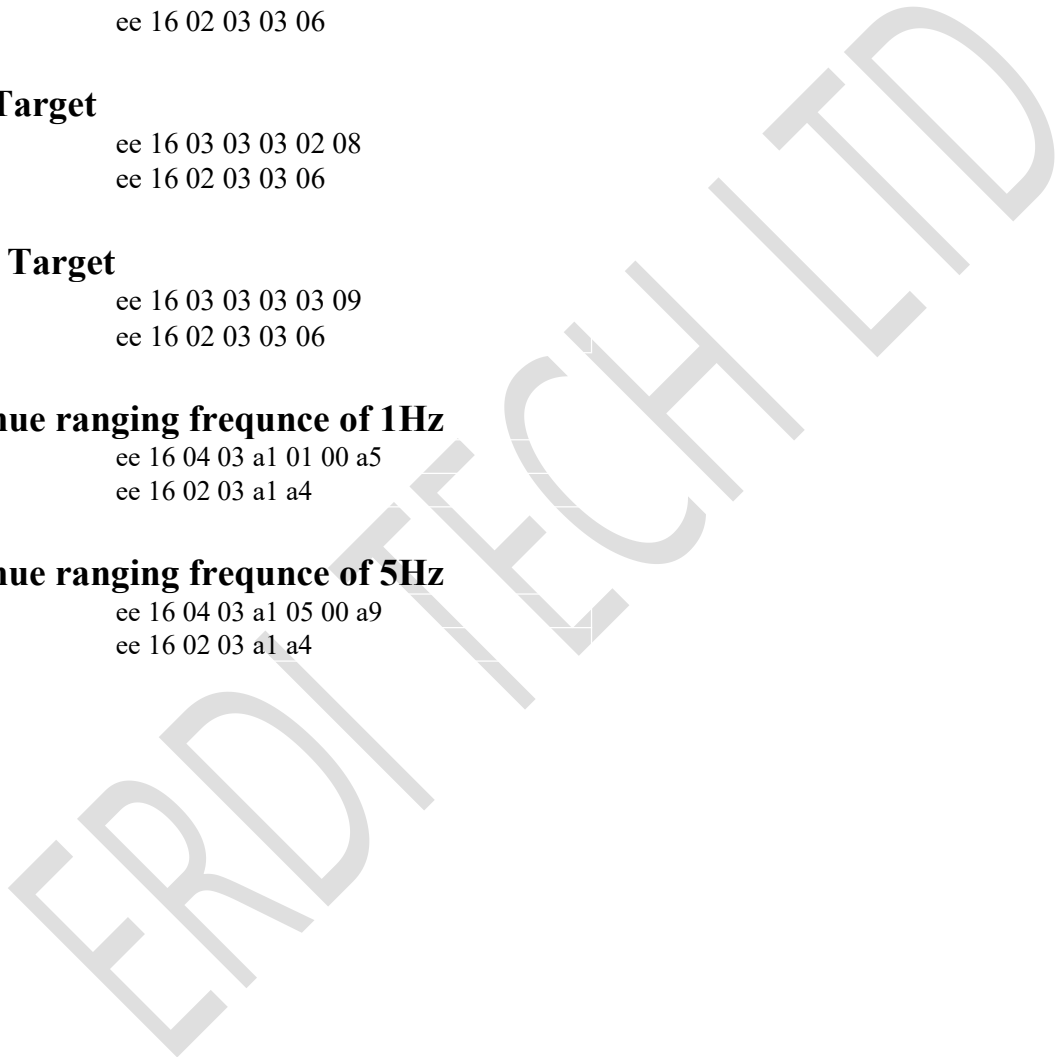 ee 16 02 03 03 06
Target
ee 16 03 03 03 02 08
ee 16 02 03 03 06
Target
ee 16 03 03 03 03 09
ee 16 02 03 03 06
nue ranging frequnce of 1Hz
ee 16 04 03 a1 01 00 a5
ee 16 02 03 a1 a4
nue ranging frequnce of 5Hz
ee 16 04 03 a1 05 00 a9
ee 16 02 03 a1 a4
ERDI TECH LTD